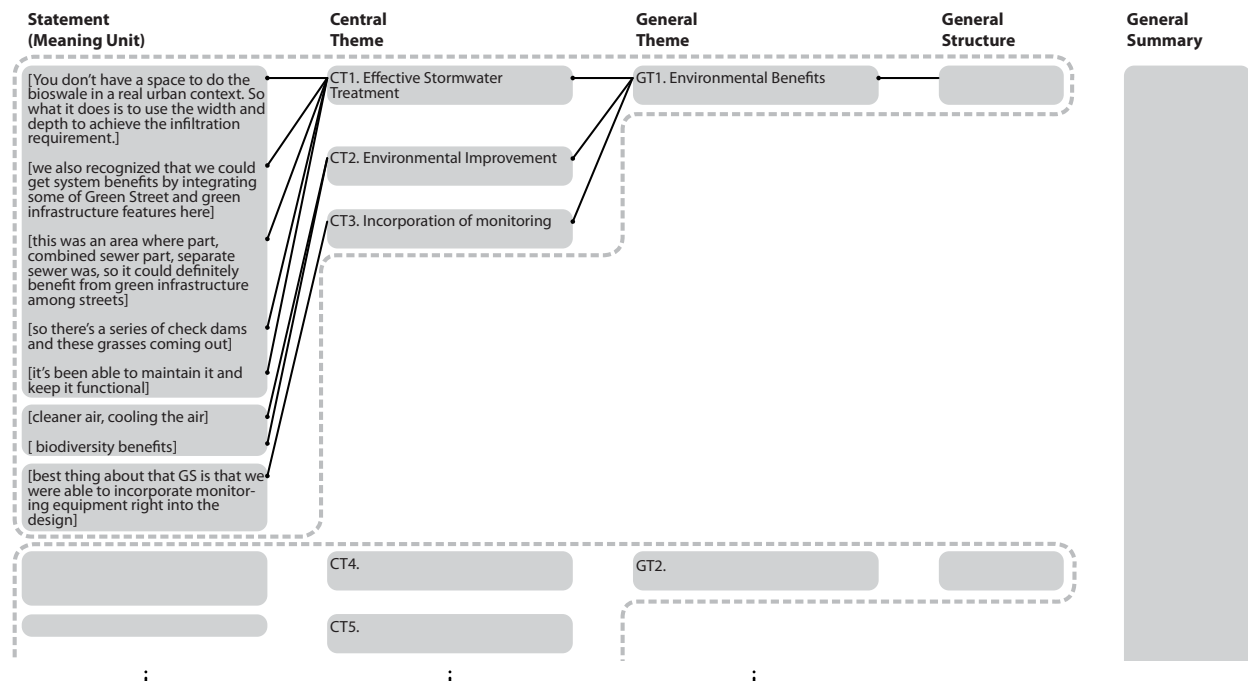 Statement
(Meaning Unit)
Central
Theme
General
Theme
General
Structure
General
Summary
[You don't have a space to do the
bioswale in a real urban context. So
what it does is to use the width and
depth to achieve the infiltration
requirement.]
[we also recognized that we could
get system benefits by integrating
some of Green Street and green
infrastructure features here]
[this was an area where part,
combined sewer part, separate
sewer was, so it could definitely
benefit from green infrastructure
among streets]
[so there's a series of check dams
and these grasses coming out]
[it's been able to maintain it and
keep it functional]
[cleaner air, cooling the air]
[ biodiversity benefits]
[best thing about that GS is that we
were able to incorporate monitor-
ing equipment right into the
design]
CT1. Effective Stormwater
Treatment
CT2. Environmental Improvement
CT3. Incorporation of monitoring
GT1. Environmental Benefits
CT4.
GT2.
CT5.